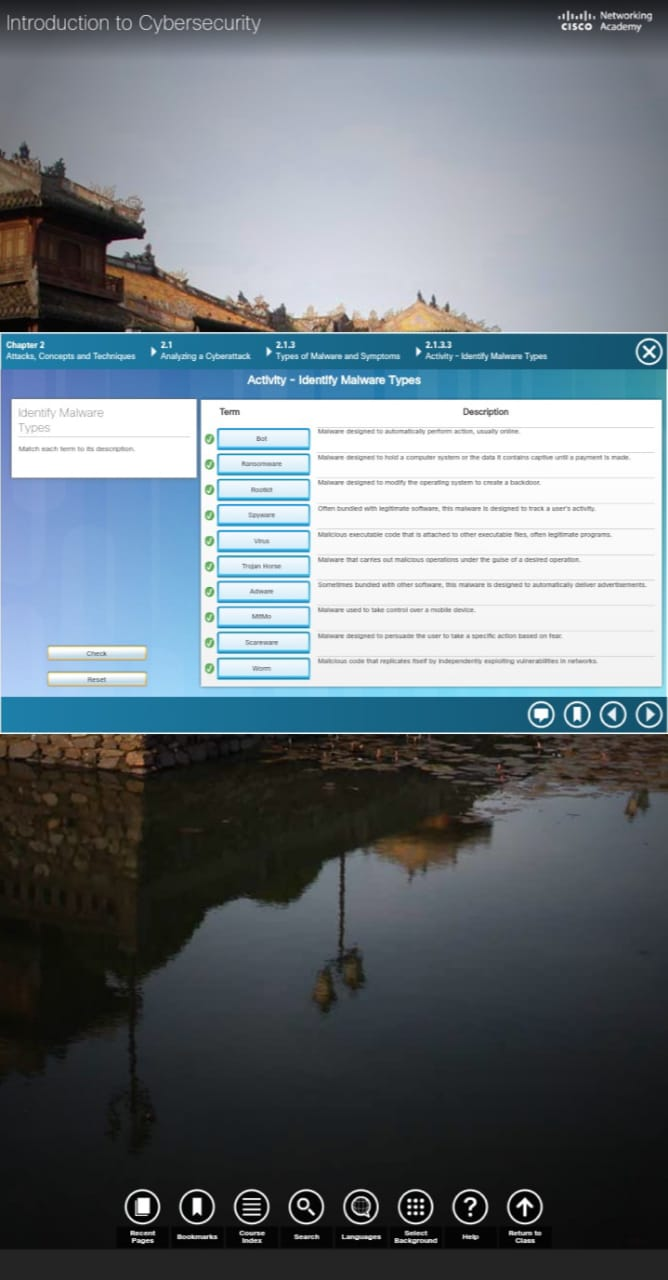 Introduction to Cybersecurity
CISCO Networking Academy
Chapter 2
Attacks, Concepts and Techniques
2.1
Analyzing a Cyberattack
2.1.3
Types of Malware and Symptoms
2.1.3.3
Activity - Identify Malware Types
Activity - Identify Malware Types
Identify Malware
Types
Match each term to its description.
Check
Reset
Term Description
Bot Malware designed to automatically perform action, usually online.
Ransomware Malware designed to hold a computer system or the data it contains captive until a payment is made.
Rootkit Malware designed to modify the operating system to create a backdoor.
Spyware Often bundled with legitimate software, this malware is designed to track a user's activity.
Virus Malicious executable code that is attached to other executable files, often legitimate programs.
Trojan Horse Malware that carries out malicious operations under the guise of a desired operation.
Adware Sometimes bundled with other software, this malware is designed to automatically deliver advertisements.
MitMo Malware used to take control over a mobile device.
Scareware Malware designed to persuade the user to take a specific action based on fear.
Worm Malicious code that replicates itself by independently exploiting vulnerabilities in networks.
Recent
Pages
Bookmarks
Course
Index
Search
Languages
Select
Background
Help
Return to
Class